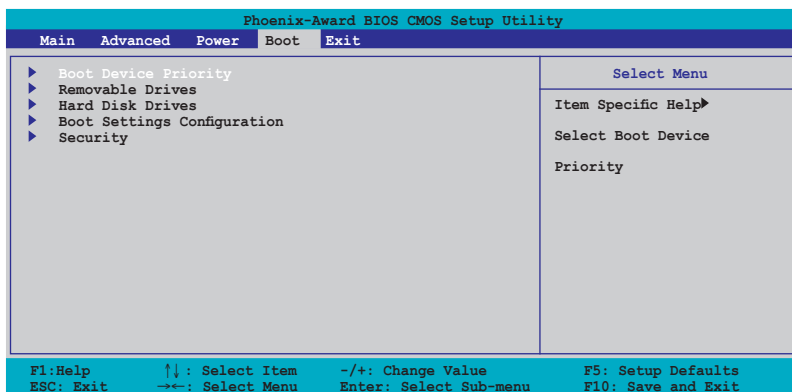 Phoenix-Award BIOS CMOS Setup Utility
Main Advanced Power Boot Exit
Boot Device Priority
Removable Drives
Hard Disk Drives
Boot Settings Configuration
Security
Select Menu
Item Specific Help
Select Boot Device
Priority
F1:Help ↑↓: Select Item -/+: Change Value F5: Setup Defaults
ESC: Exit →←: Select Menu Enter: Select Sub-menu F10: Save and Exit